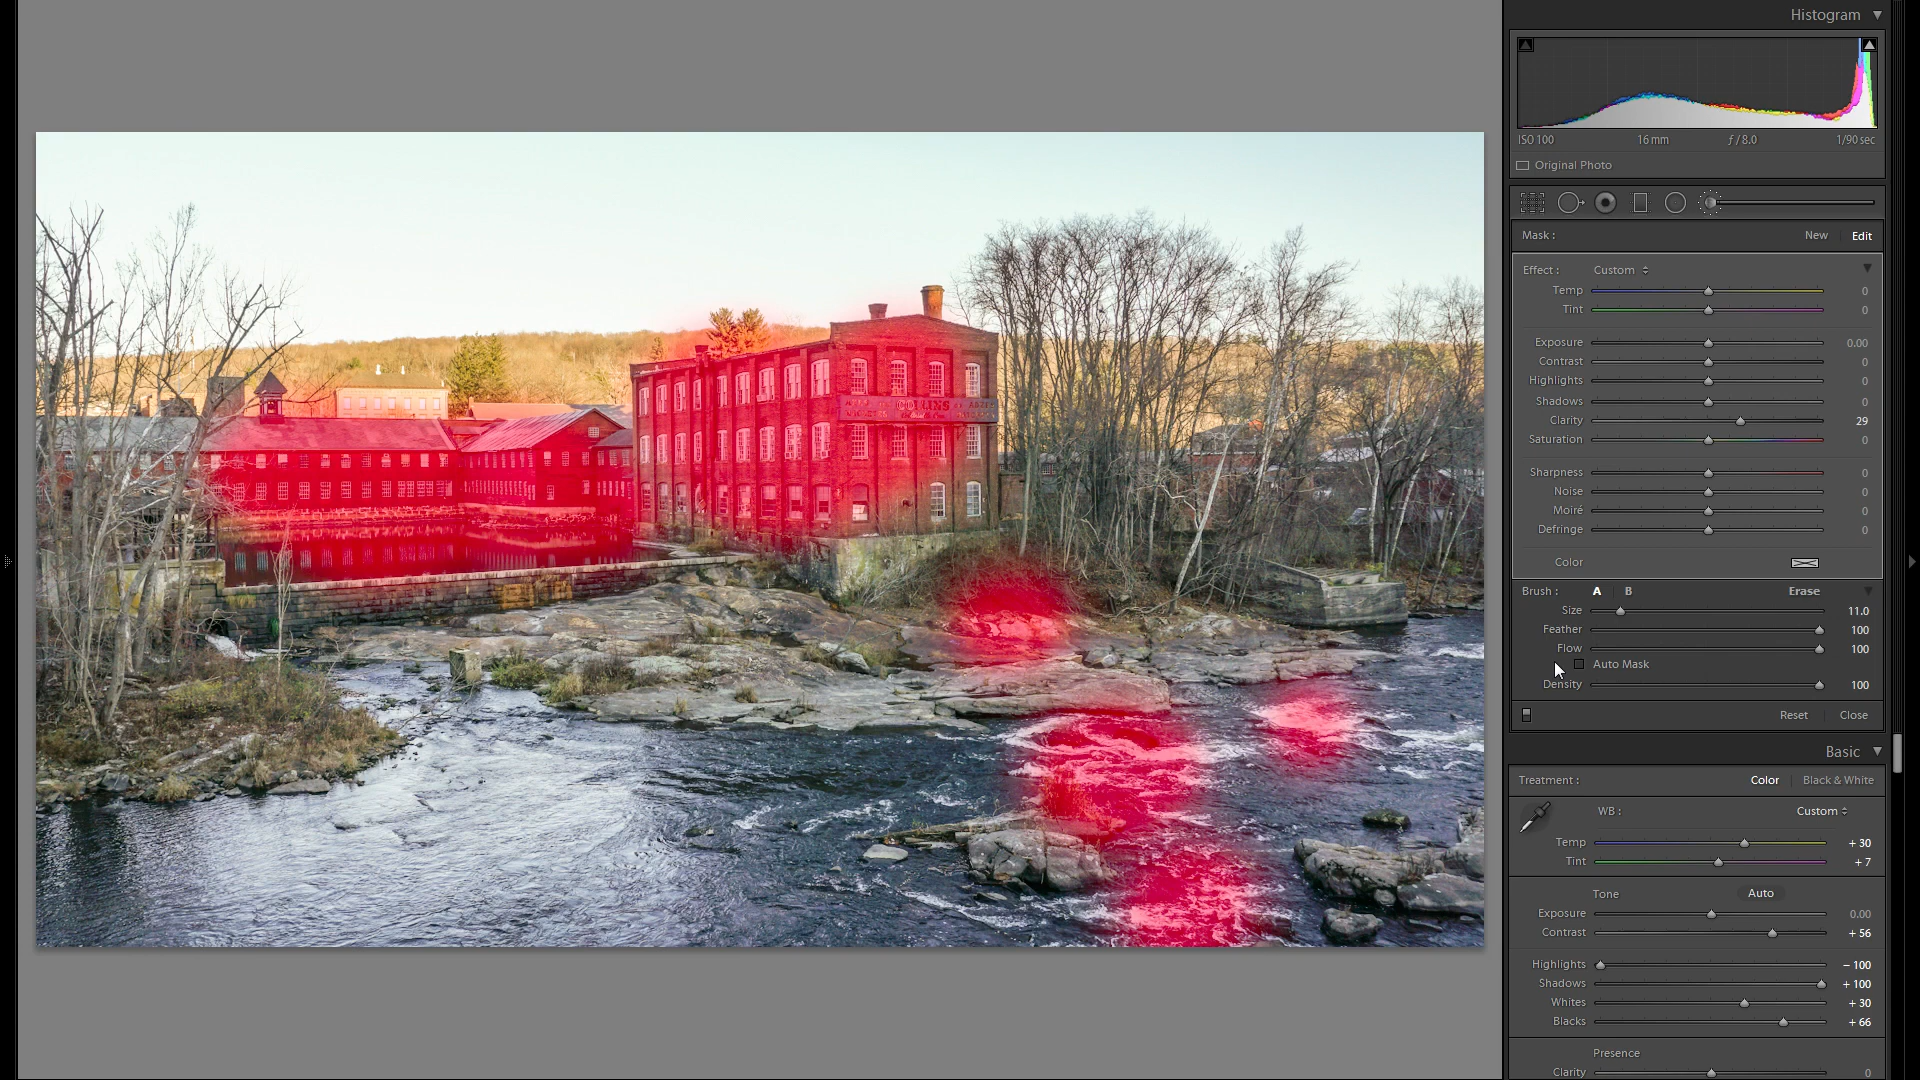 Histogram
ISO 100 16 mm ƒ / 8.0 1/90 sec
Original Photo
Mask : New Edit
Effect : Custom
Temp 0
Tint 0
Exposure 0.00
Contrast 0
Highlights 0
Shadows 0
Clarity 29
Saturation 0
Sharpness 0
Noise 0
Moiré 0
Defringe 0
Color
Brush : A B Erase
Size 11.0
Feather 100
Flow 100
Auto Mask
Density 100
Reset Close
Basic
Treatment : Color Black & White
WB : Custom
Temp + 30
Tint + 7
Tone Auto
Exposure 0.00
Contrast + 56
Highlights − 100
Shadows + 100
Whites + 30
Blacks + 66
Presence
Clarity 0
COLLINS